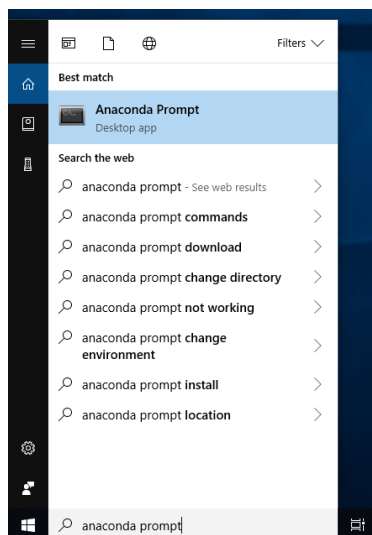 Filters
Best match
Anaconda Prompt
Desktop app
Search the web
anaconda prompt - See web results
anaconda prompt commands
anaconda prompt download
anaconda prompt change directory
anaconda prompt not working
anaconda prompt change
environment
anaconda prompt install
anaconda prompt location
anaconda prompt